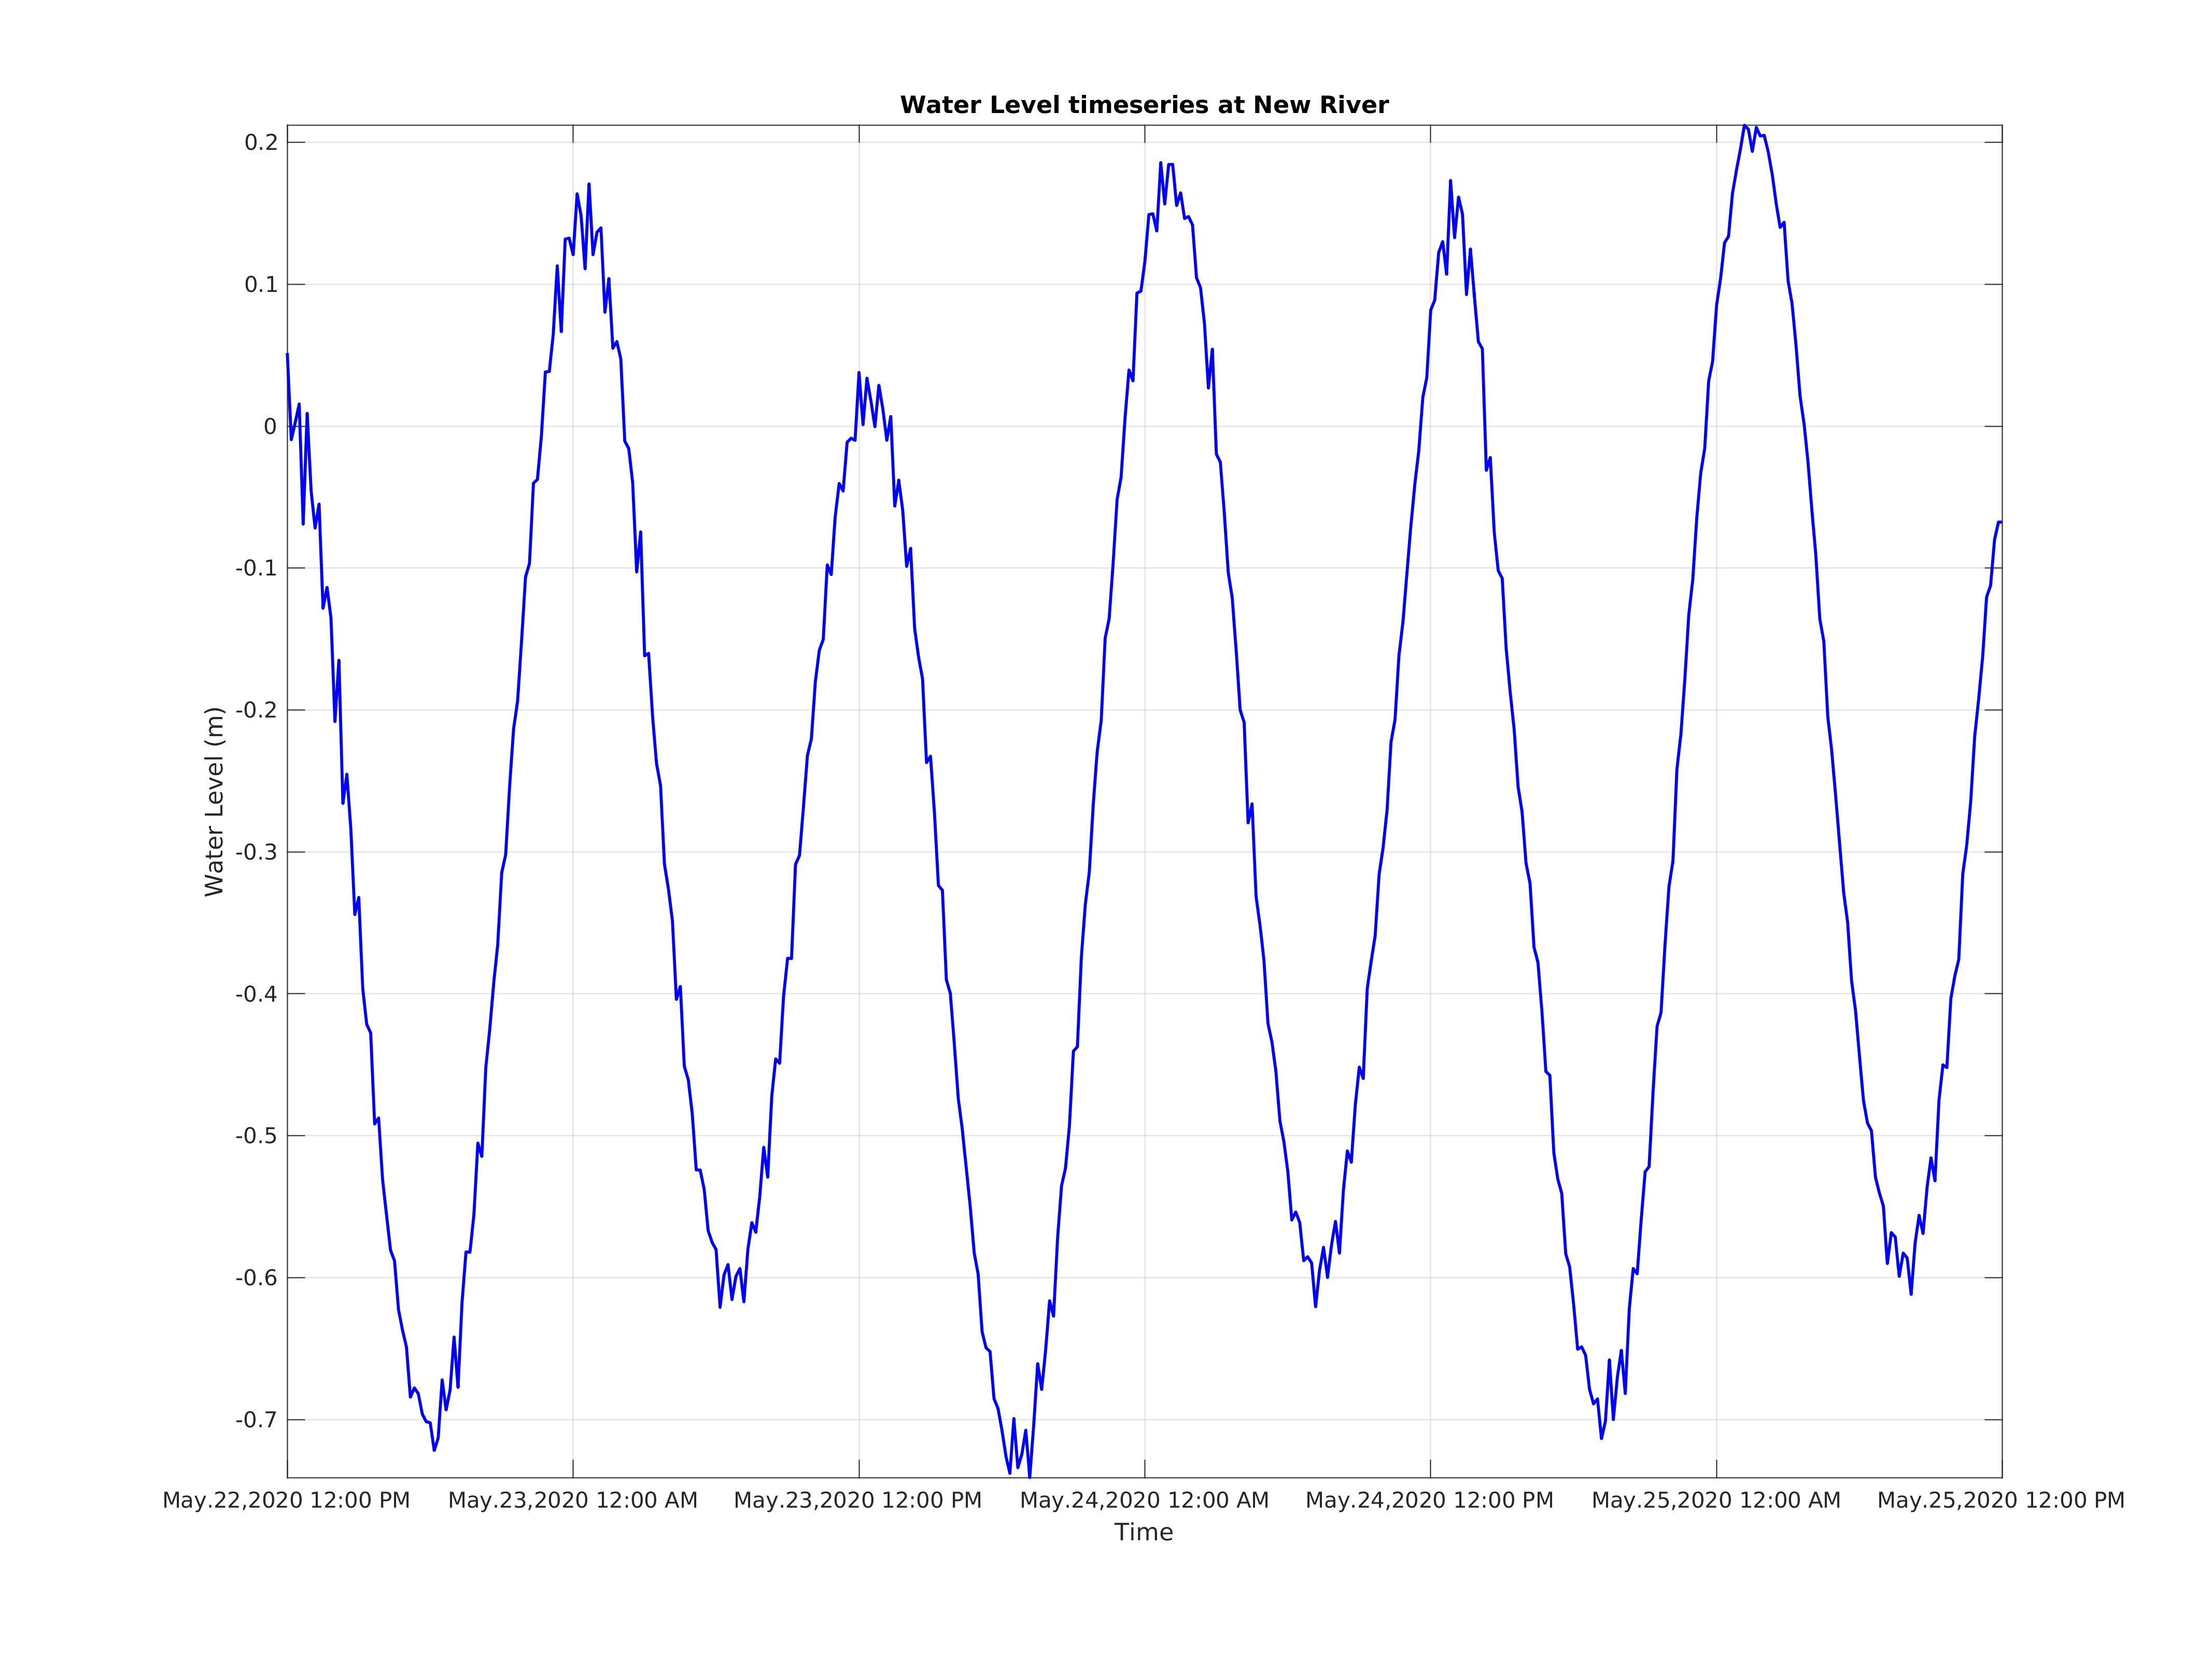 Water Level timeseries at New River
0.2
0.1
0
-0.1
-0.2
-0.3
-0.4
-0.5
-0.6
-0.7
Water Level (m)
May.22,2020 12:00 PM
May.23,2020 12:00 AM
May.23,2020 12:00 PM
May.24,2020 12:00 AM
May.24,2020 12:00 PM
May.25,2020 12:00 AM
May.25,2020 12:00 PM
Time